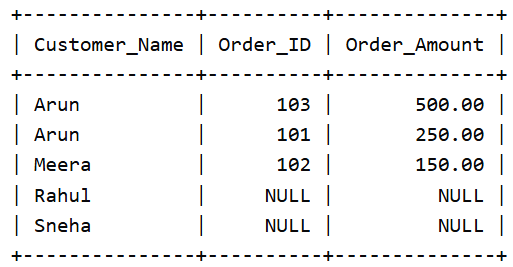 +---------------+----------+--------------+
| Customer_Name | Order_ID | Order_Amount |
+---------------+----------+--------------+
| Arun          |      103 |       500.00 |
| Arun          |      101 |       250.00 |
| Meera         |      102 |       150.00 |
| Rahul         |     NULL |         NULL |
| Sneha         |     NULL |         NULL |
+---------------+----------+--------------+